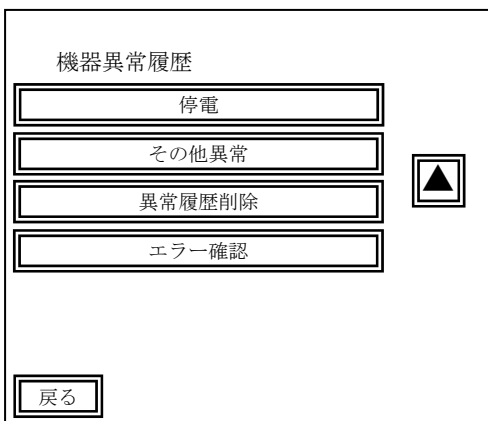 機器異常履歴
停電
その他異常
異常履歴削除
エラー確認
▲
戻る